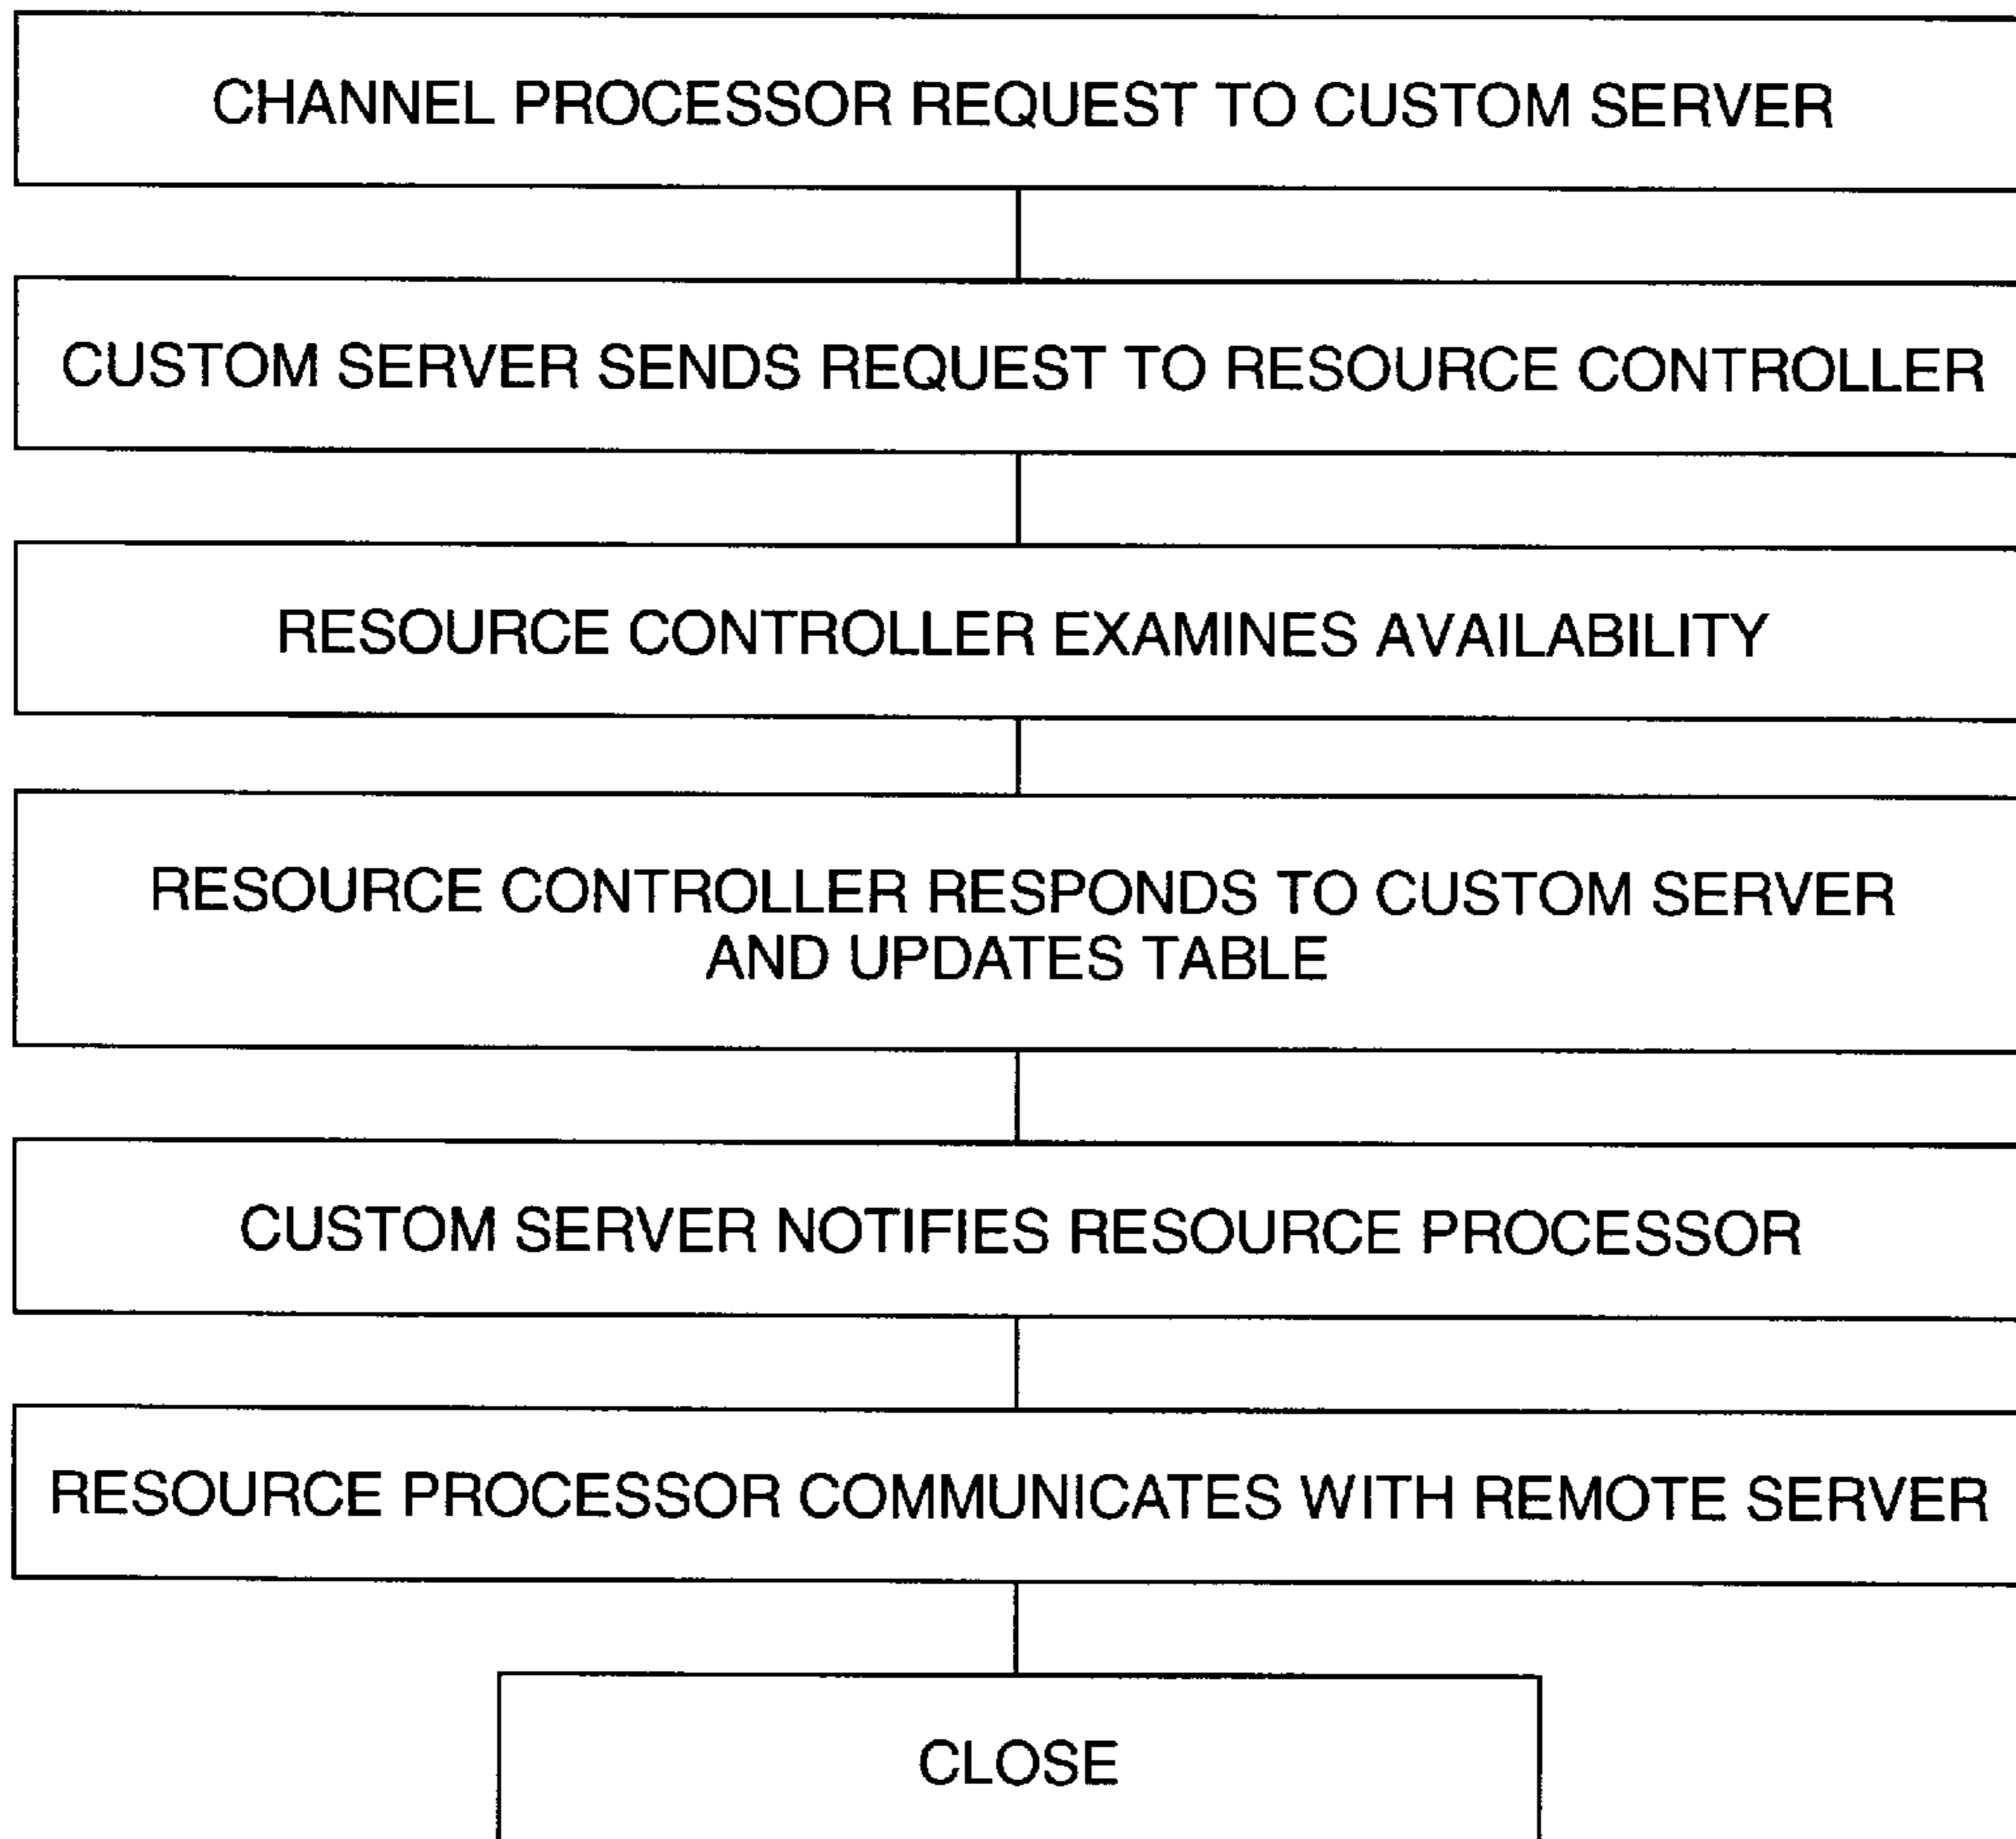 CHANNEL PROCESSOR REQUEST TO CUSTOM SERVER
CUSTOM SERVER SENDS REQUEST TO RESOURCE CONTROLLER
RESOURCE CONTROLLER EXAMINES AVAILABILITY
RESOURCE CONTROLLER RESPONDS TO CUSTOM SERVER
AND UPDATES TABLE
CUSTOM SERVER NOTIFIES RESOURCE PROCESSOR
RESOURCE PROCESSOR COMMUNICATES WITH REMOTE SERVER
CLOSE